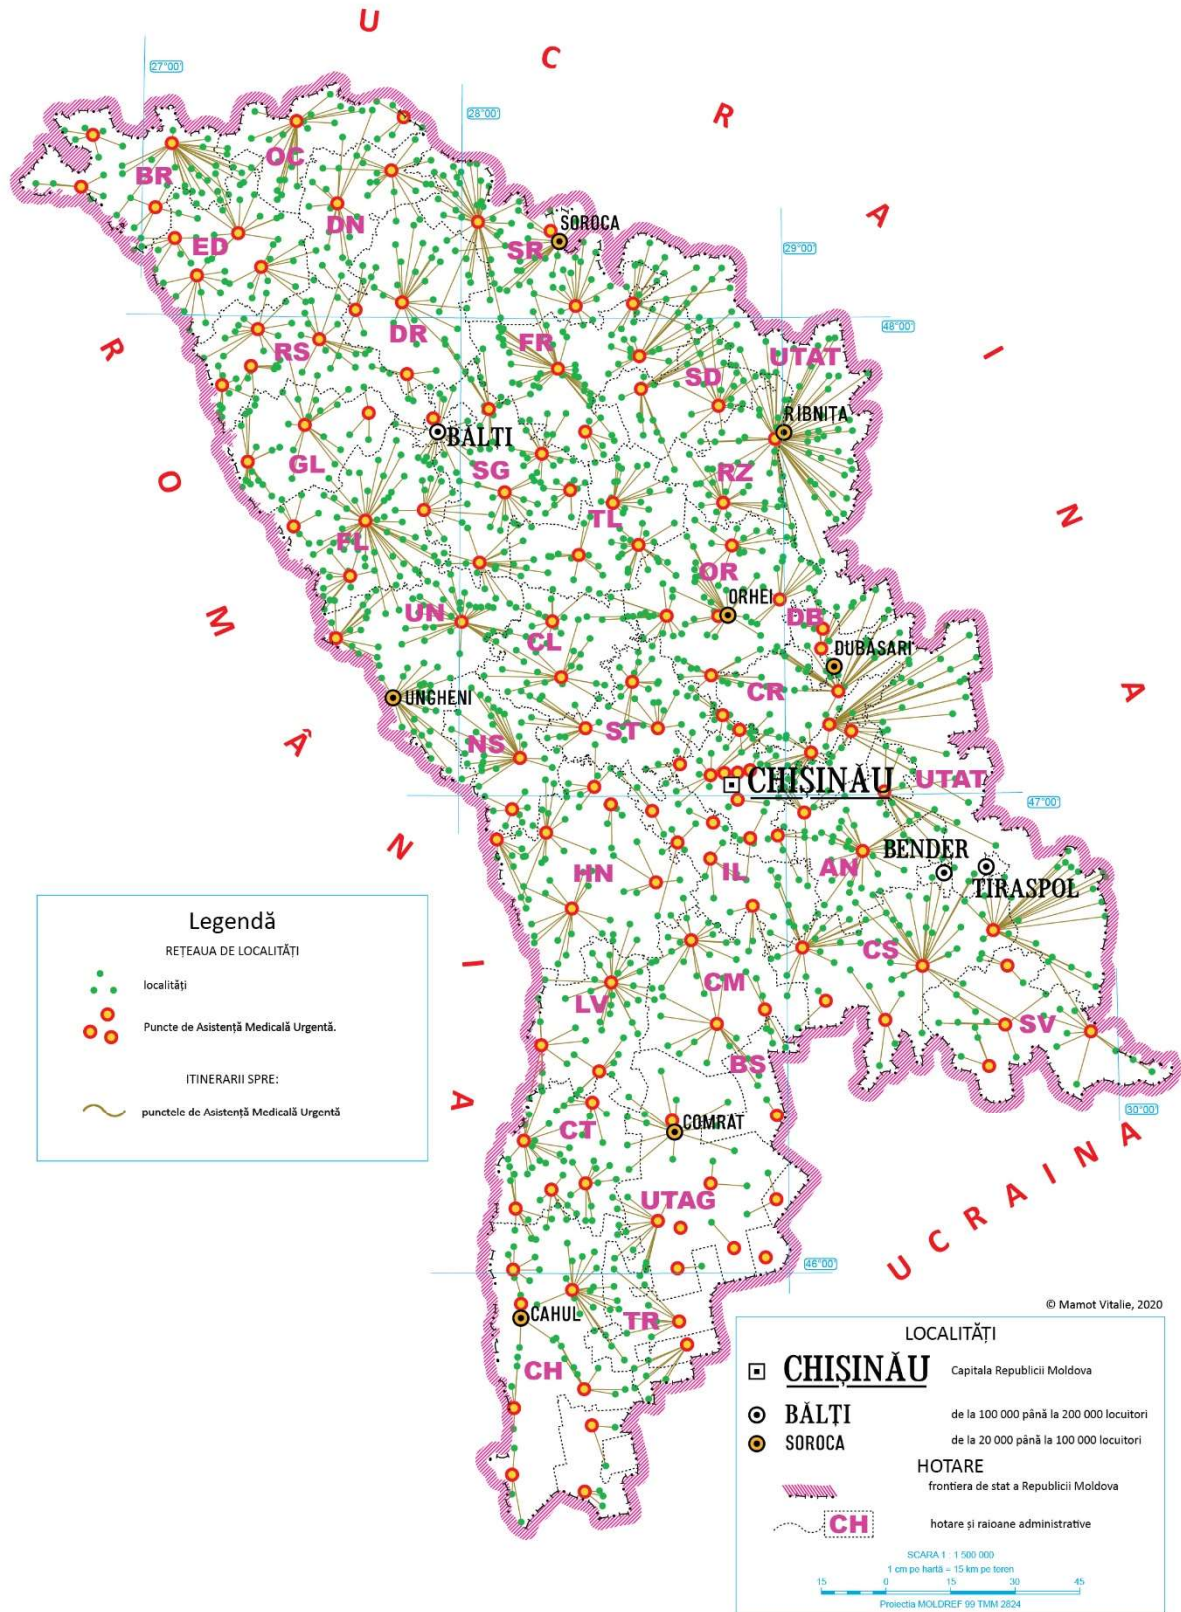 UCRAINA
27°00'
28°00'
29°00'
48°00'
47°00'
30°00'
46°00'
ROMÂNIA
UCRAINA
BR
OC
DN
ED
SR
SOROCA
DR
RS
FR
SD
UTAT
RÎBNIȚA
BĂLȚI
GL
SG
RZ
TL
FL
OR
ORHEI
UN
CL
DB
DUBĂSARI
CR
UNGHENI
NS
ST
CHIȘINĂU
UTAT
BENDER
TIRASPOL
HN
IL
AN
CS
LV
CM
SV
BS
CT
COMRAT
UTAG
CAHUL
TR
CH
Legendă
REȚEAUA DE LOCALITĂȚI
localități
Puncte de Asistență Medicală Urgentă.
ITINERARII SPRE:
punctele de Asistență Medicală Urgentă
© Mamot Vitalie, 2020
LOCALITĂȚI
CHIȘINĂU Capitala Republicii Moldova
BĂLȚI de la 100 000 până la 200 000 locuitori
SOROCA de la 20 000 până la 100 000 locuitori
HOTARE
frontiera de stat a Republicii Moldova
CH hotare și raioane administrative
SCARA 1 : 1 500 000
1 cm pe hartă = 15 km pe teren
15 0 15 30 45
Proiectia MOLDREF 99 TMM 2824